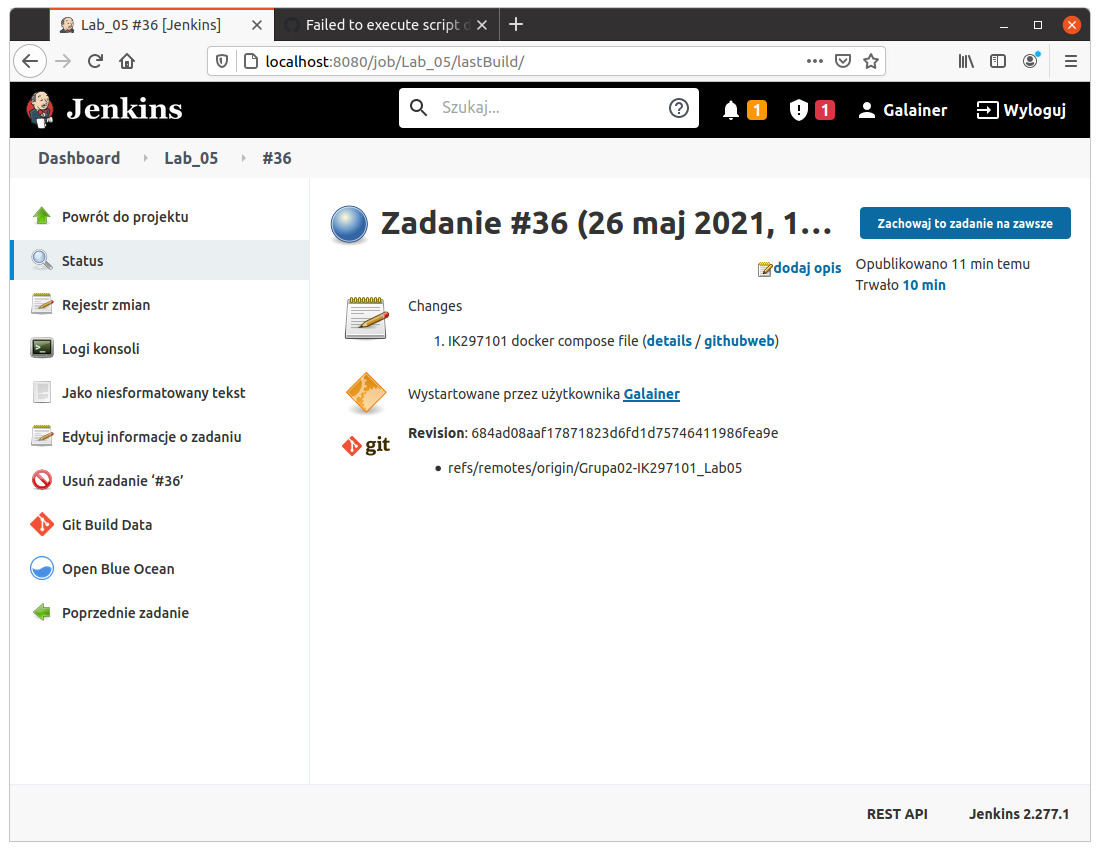 Lab_05 #36 [Jenkins]
Failed to execute script d
localhost:8080/job/Lab_05/lastBuild/
Jenkins
Szukaj...
1
1
Galainer
Wyloguj
Dashboard
Lab_05
#36
Powrót do projektu
Status
Rejestr zmian
Logi konsoli
Jako niesformatowany tekst
Edytuj informacje o zadaniu
Usuń zadanie ‘#36’
Git Build Data
Open Blue Ocean
Poprzednie zadanie
Zadanie #36 (26 maj 2021, 1...
Zachowaj to zadanie na zawsze
dodaj opis
Opublikowano 11 min temu
Trwało 10 min
Changes
1. IK297101 docker compose file (details / githubweb)
Wystartowane przez użytkownika Galainer
git
Revision: 684ad08aaf17871823d6fd1d75746411986fea9e
• refs/remotes/origin/Grupa02-IK297101_Lab05
REST API
Jenkins 2.277.1